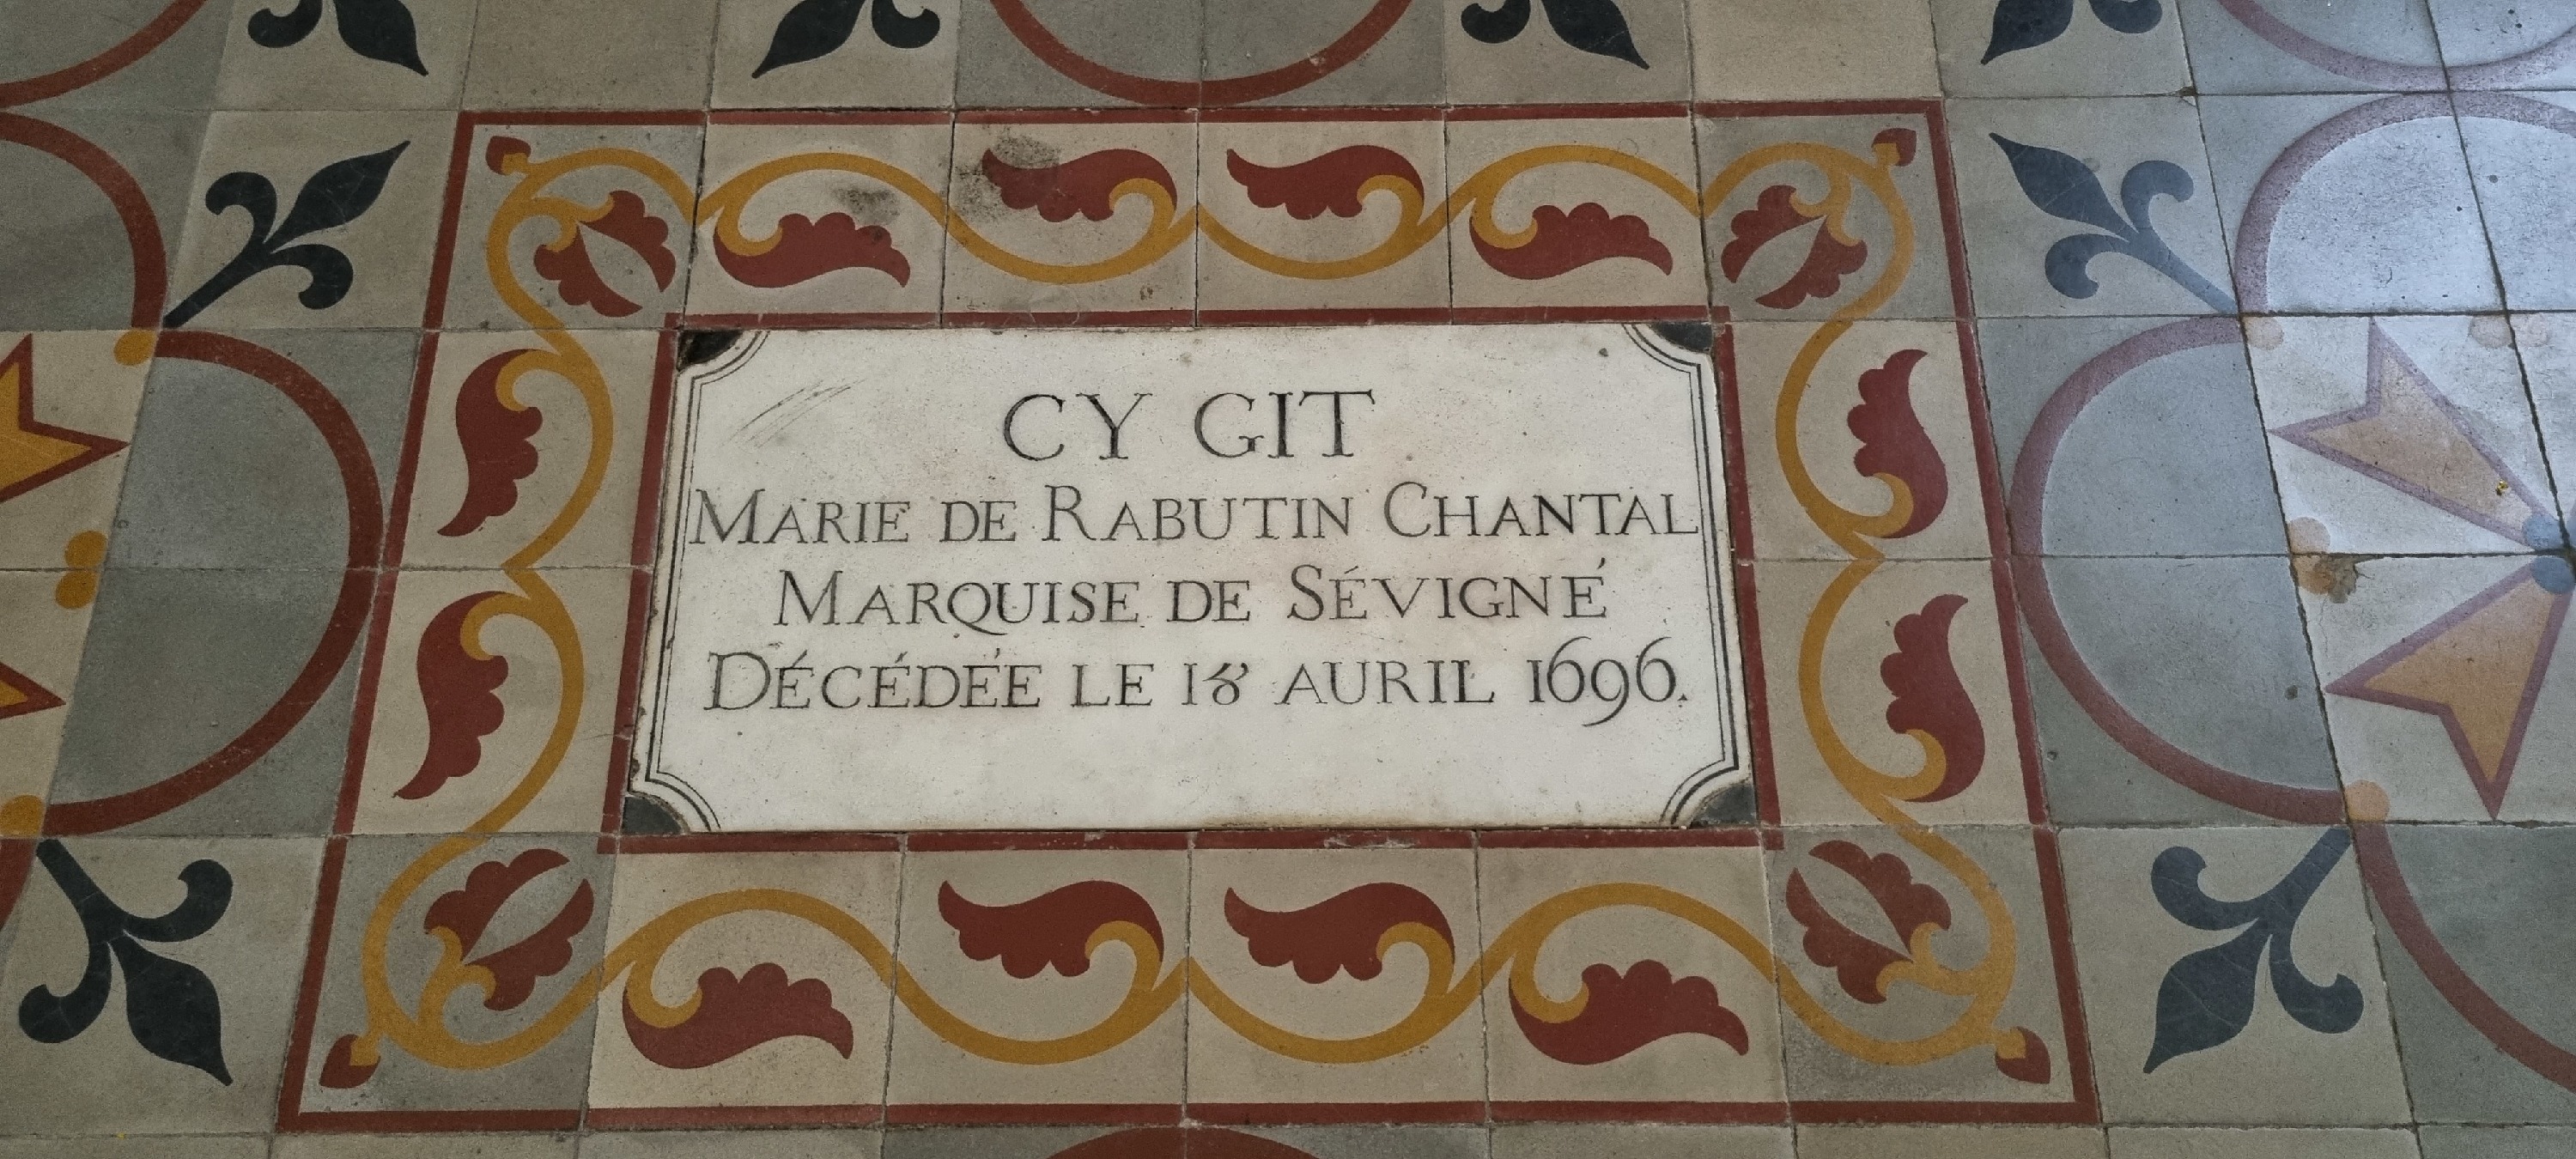 CY GIT
MARIE DE RABUTIN CHANTAL
MARQUISE DE SÉVIGNÉ
DÉCÉDÉE LE 18 AURIL 1696.